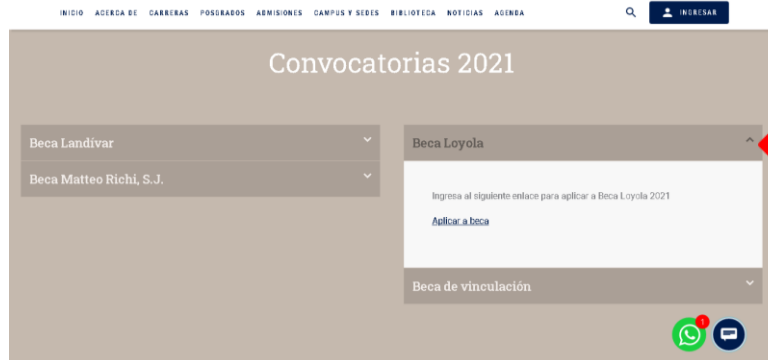 INICIO ACERCA DE CARRERAS POSGRADOS ADMISIONES CAMPUS Y SEDES BIBLIOTECA NOTICIAS AGENDA INGRESAR
Convocatorias 2021
Beca Landívar
Beca Matteo Richi, S.J.
Beca Loyola
Ingresa al siguiente enlace para aplicar a Beca Loyola 2021
Aplicar a beca
Beca de vinculación
1